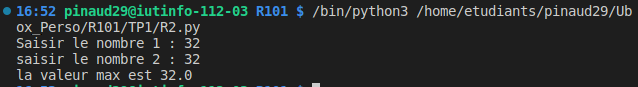 16:52 pinaud29@iutinfo-112-03 R101 $ /bin/python3 /home/etudiants/pinaud29/Ub
ox_Perso/R101/TP1/R2.py
Saisir le nombre 1 : 32
saisir le nombre 2 : 32
la valeur max est 32.0